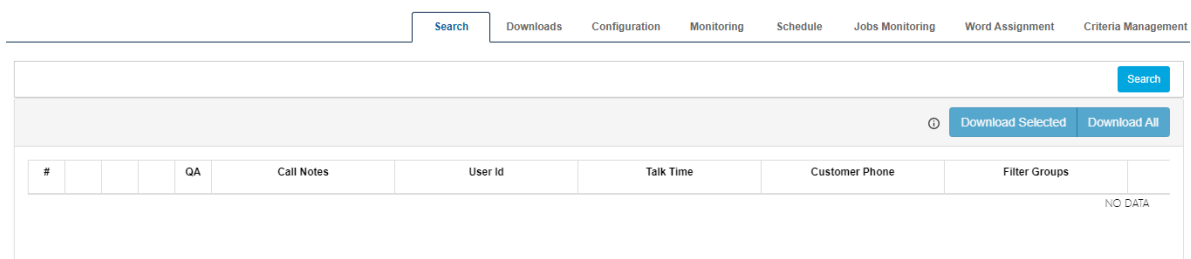 Search Downloads Configuration Monitoring Schedule Jobs Monitoring Word Assignment Criteria Management
Search
Download Selected Download All
# QA Call Notes User Id Talk Time Customer Phone Filter Groups
NO DATA